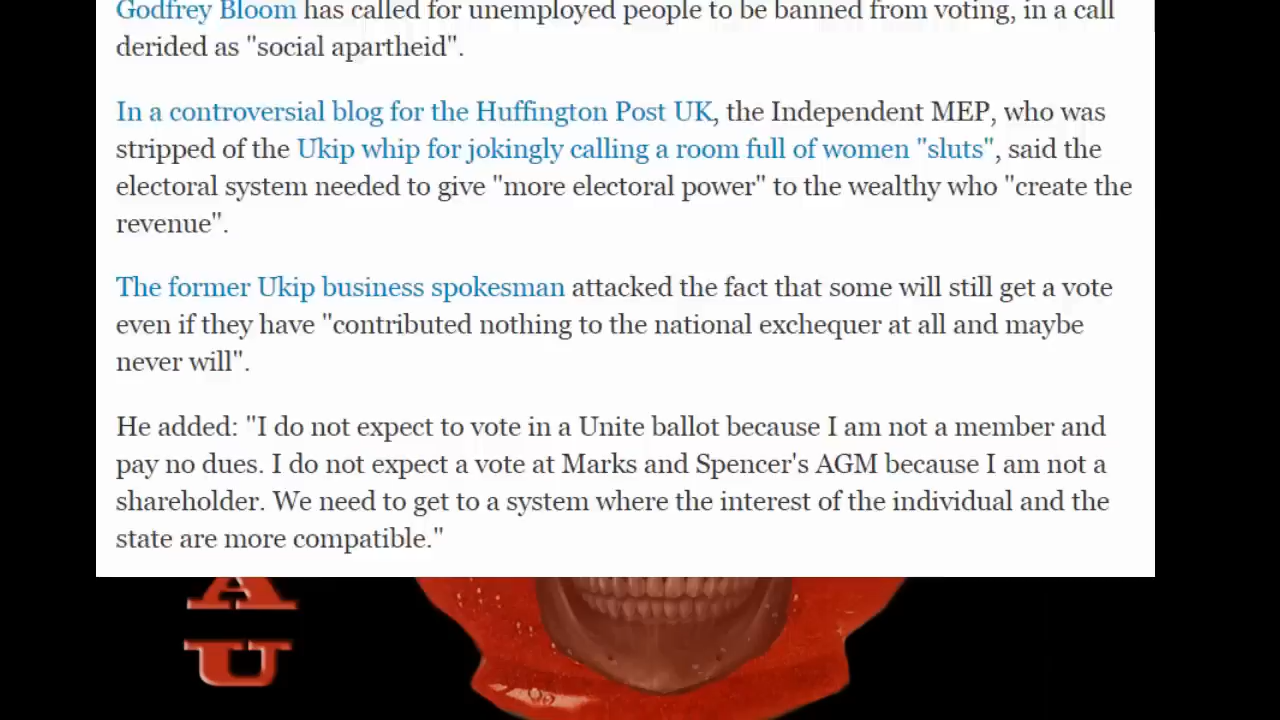 Godfrey Bloom has called for unemployed people to be banned from voting, in a call
derided as "social apartheid".
In a controversial blog for the Huffington Post UK, the Independent MEP, who was
stripped of the Ukip whip for jokingly calling a room full of women "sluts", said the
electoral system needed to give "more electoral power" to the wealthy who "create the
revenue".
The former Ukip business spokesman attacked the fact that some will still get a vote
even if they have "contributed nothing to the national exchequer at all and maybe
never will".
He added: "I do not expect to vote in a Unite ballot because I am not a member and
pay no dues. I do not expect a vote at Marks and Spencer's AGM because I am not a
shareholder. We need to get to a system where the interest of the individual and the
state are more compatible."
A
U